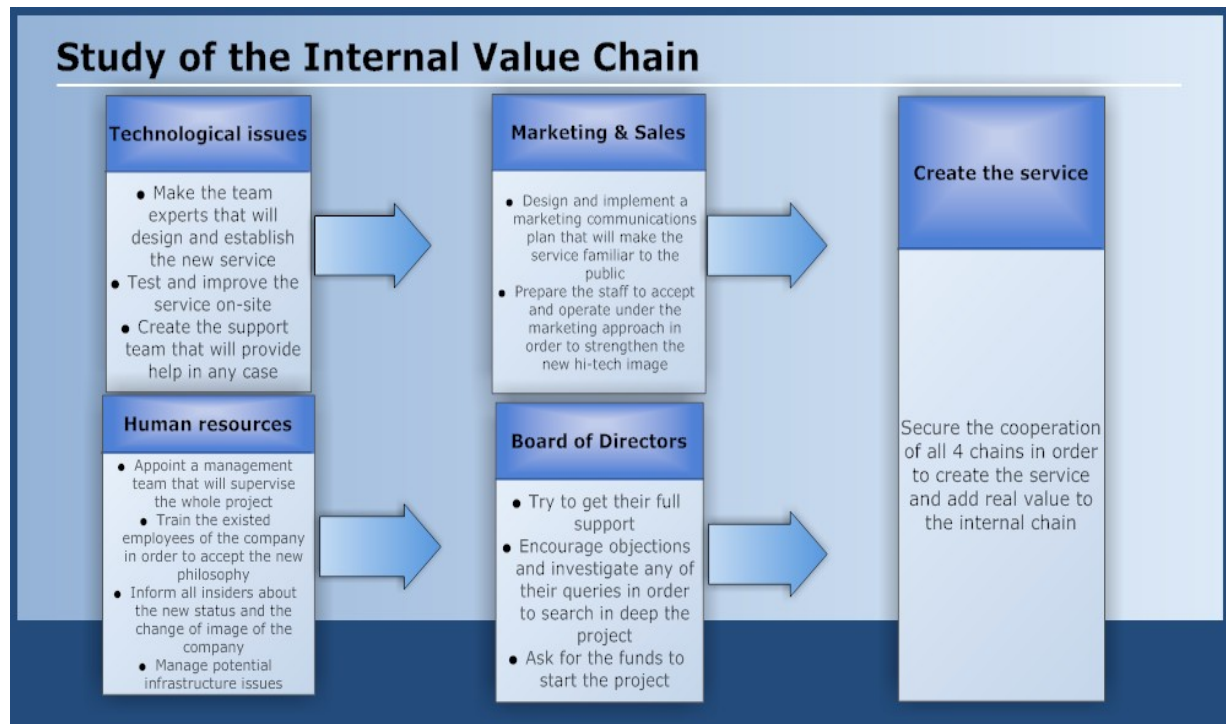 Study of the Internal Value Chain
Technological issues
● Make the team
experts that will
design and establish
the new service
● Test and improve the
service on-site
● Create the support
team that will provide
help in any case
Marketing & Sales
● Design and implement a
marketing communications
plan that will make the
service familiar to the
public
● Prepare the staff to accept
and operate under the
marketing approach in
order to strengthen the
new hi-tech image
Human resources
● Appoint a management
team that will supervise
the whole project
● Train the existed
employees of the company
in order to accept the new
philosophy
● Inform all insiders about
the new status and the
change of image of the
company
● Manage potential
infrastructure issues
Board of Directors
● Try to get their full
support
● Encourage objections
and investigate any of
their queries in order
to search in deep the
project
● Ask for the funds to
start the project
Create the service
Secure the cooperation
of all 4 chains in order
to create the service
and add real value to
the internal chain